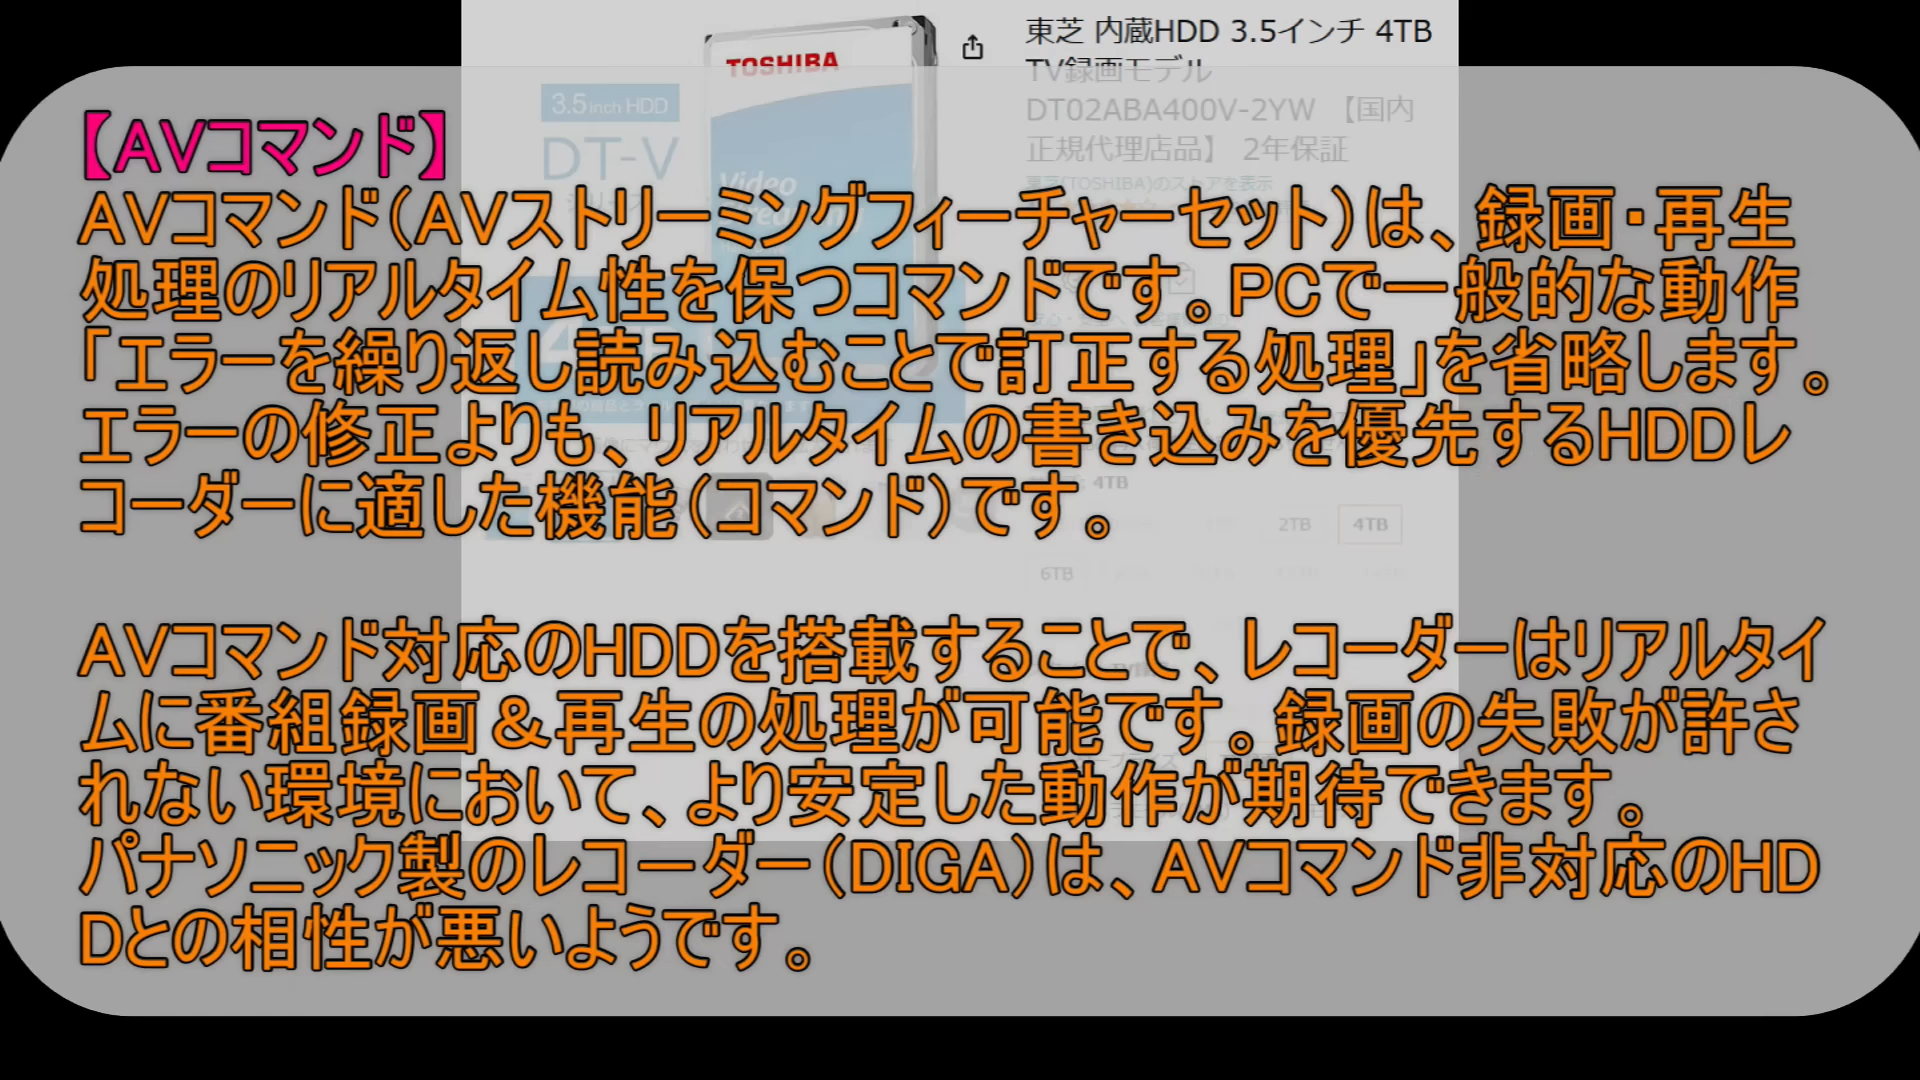 東芝 内蔵HDD 3.5インチ 4TB
TV録画モデル
DT02ABA400V-2YW 【国内
正規代理店品】 2年保証
東芝(TOSHIBA)のストアを表示
TOSHIBA
3.5inch HDD
DT-V
Video
【AVコマンド】
AVコマンド（AVストリーミングフィーチャーセット）は、録画・再生
処理のリアルタイム性を保つコマンドです。PCで一般的な動作
「エラーを繰り返し読み込むことで訂正する処理」を省略します。
エラーの修正よりも、リアルタイムの書き込みを優先するHDDレ
コーダーに適した機能（コマンド）です。
4TB
2TB
4TB
6TB
AVコマンド対応のHDDを搭載することで、レコーダーはリアルタイ
ムに番組録画＆再生の処理が可能です。録画の失敗が許さ
れない環境において、より安定した動作が期待できます。
パナソニック製のレコーダー（DIGA）は、AVコマンド非対応のHD
Dとの相性が悪いようです。